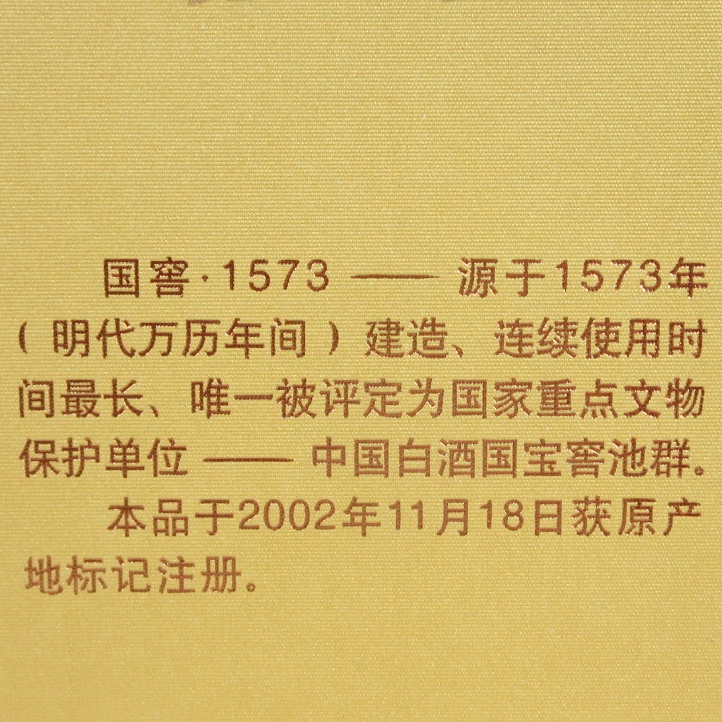 国窖·1573 —— 源于1573年
(明代万历年间)建造、连续使用时
间最长、唯一被评定为国家重点文物
保护单位 —— 中国白酒国宝窖池群。
本品于2002年11月18日获原产
地标记注册。